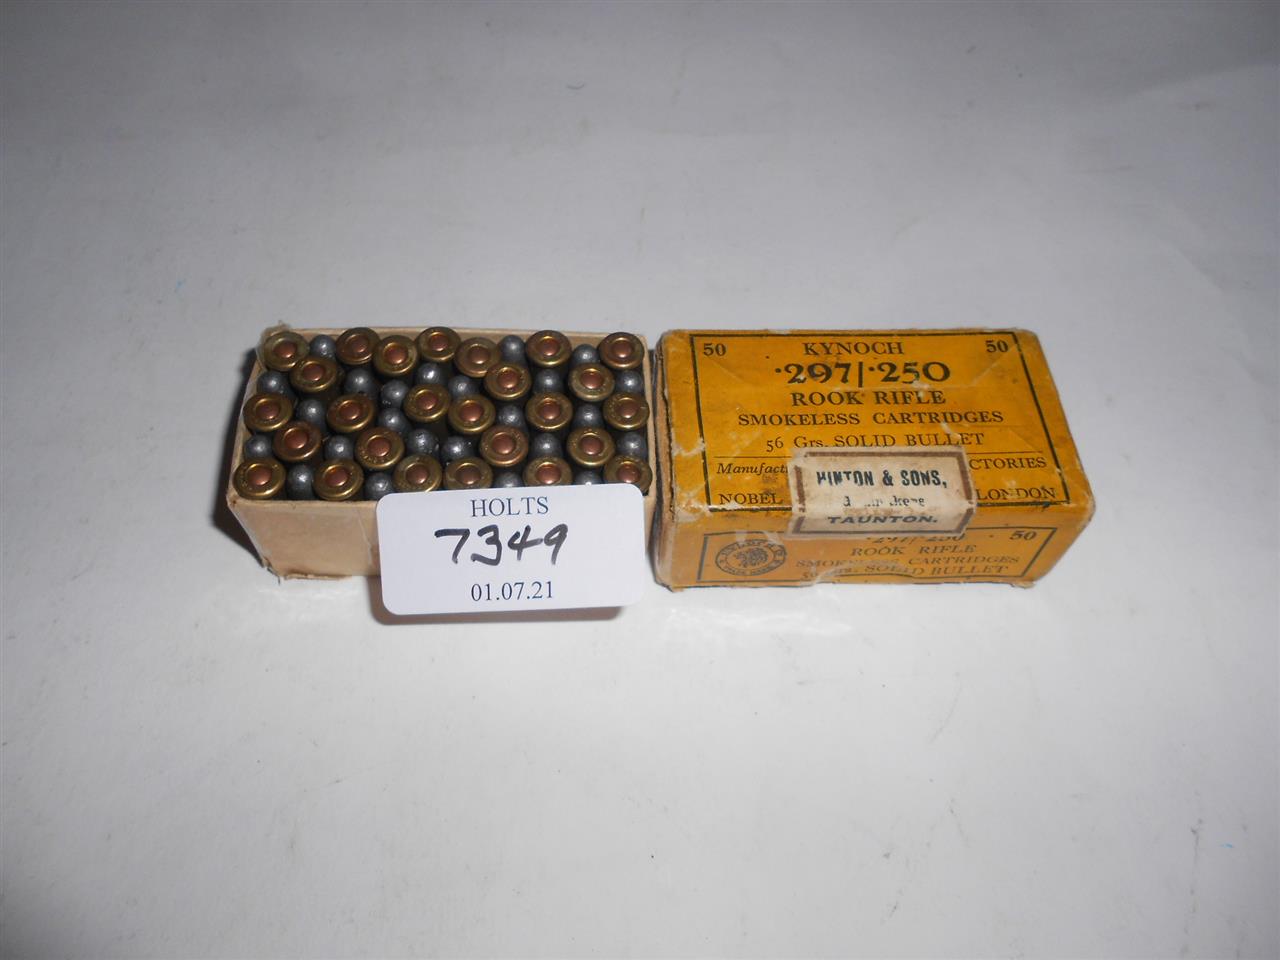 HOLTS
7349
01.07.21
50 KYNOCH 50
·297/·250
ROOK RIFLE
SMOKELESS CARTRIDGES
56 Grs. SOLID BULLET
Manufact CTORIES
NOBEL LONDON
HINTON & SONS,
TAUNTON.
·297/·250 50
ROOK RIFLE
SMOKELESS CARTRIDGES
SOLID BULLET